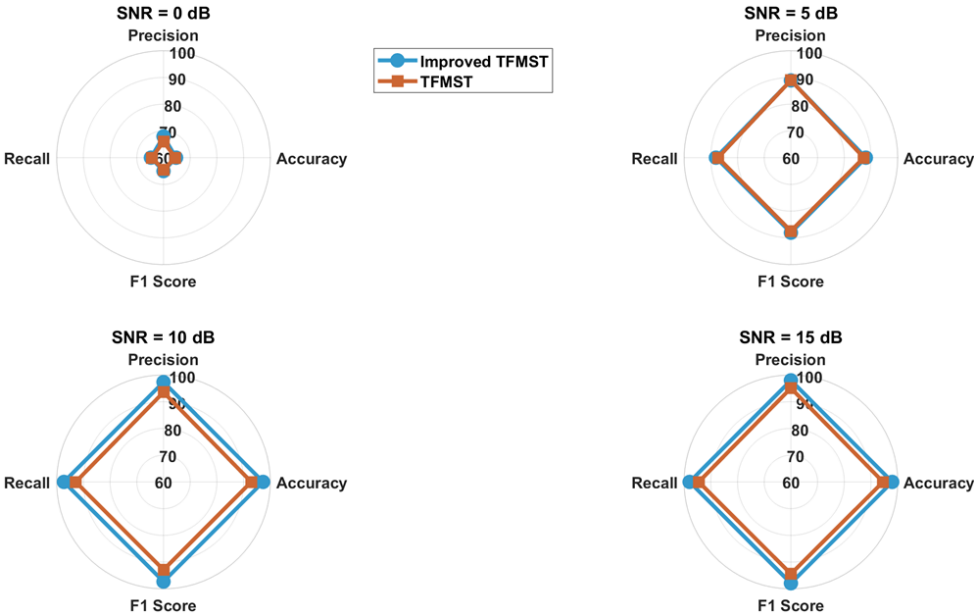 SNR = 0 dB
Precision
100
90
80
70
60
Recall
Accuracy
F1 Score
Improved TFMST
TFMST
SNR = 5 dB
Precision
100
90
80
70
60
Recall
Accuracy
F1 Score
SNR = 10 dB
Precision
100
90
80
70
60
Recall
Accuracy
F1 Score
SNR = 15 dB
Precision
100
90
80
70
60
Recall
Accuracy
F1 Score